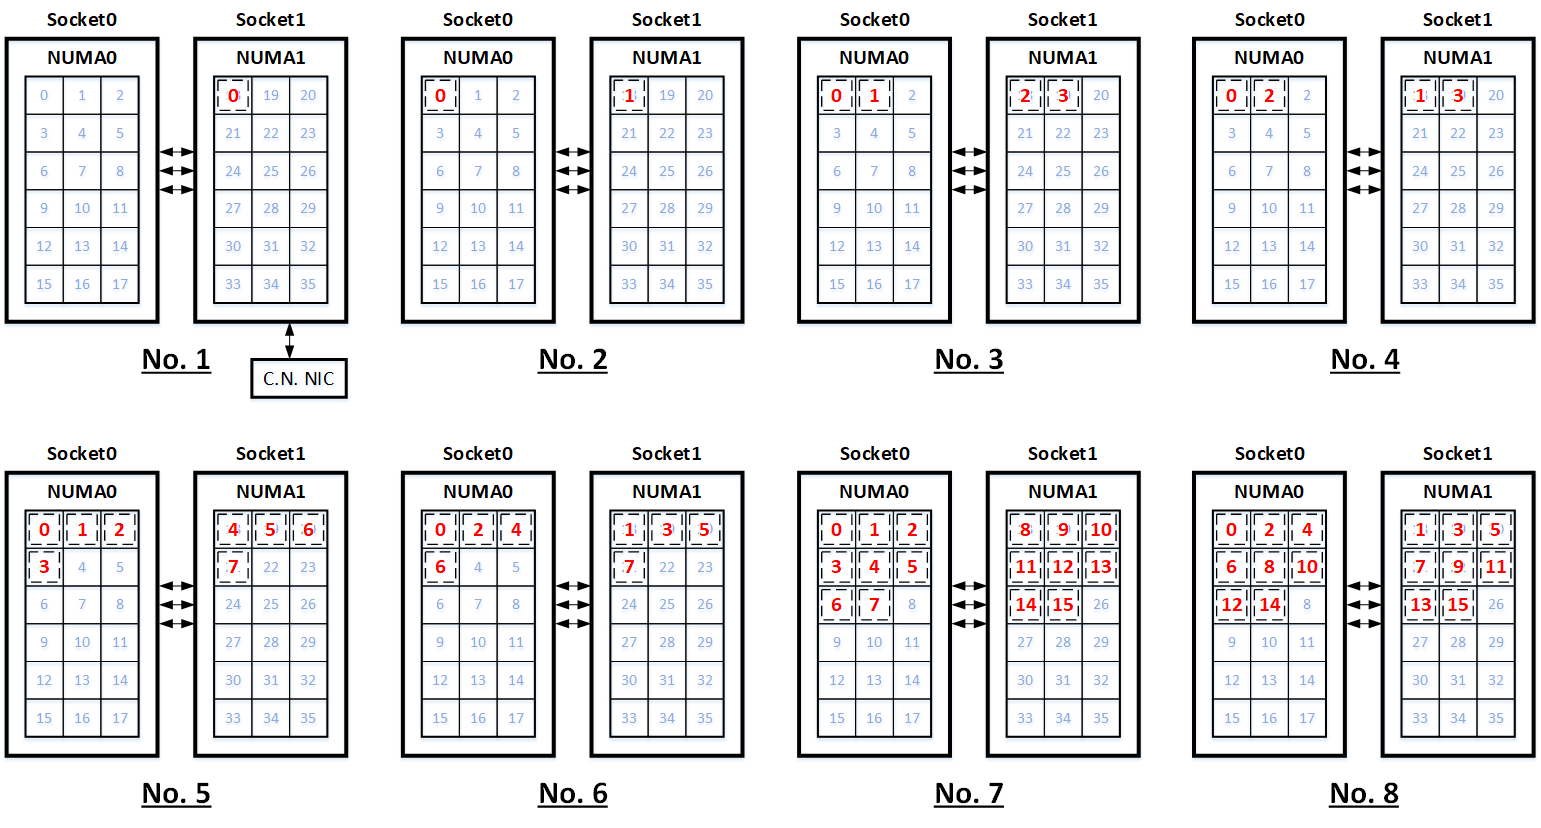 Socket0 Socket1
NUMA0 NUMA1
0 1 2 0 19 20
3 4 5 21 22 23
6 7 8 24 25 26
9 10 11 27 28 29
12 13 14 30 31 32
15 16 17 33 34 35
No. 1
C.N. NIC
Socket0 Socket1
NUMA0 NUMA1
0 1 2 1 19 20
3 4 5 21 22 23
6 7 8 24 25 26
9 10 11 27 28 29
12 13 14 30 31 32
15 16 17 33 34 35
No. 2
Socket0 Socket1
NUMA0 NUMA1
0 1 2 2 3 20
3 4 5 21 22 23
6 7 8 24 25 26
9 10 11 27 28 29
12 13 14 30 31 32
15 16 17 33 34 35
No. 3
Socket0 Socket1
NUMA0 NUMA1
0 2 2 1 3 20
3 4 5 21 22 23
6 7 8 24 25 26
9 10 11 27 28 29
12 13 14 30 31 32
15 16 17 33 34 35
No. 4
Socket0 Socket1
NUMA0 NUMA1
0 1 2 4 5 6
3 4 5 7 22 23
6 7 8 24 25 26
9 10 11 27 28 29
12 13 14 30 31 32
15 16 17 33 34 35
No. 5
Socket0 Socket1
NUMA0 NUMA1
0 2 4 1 3 5
6 4 5 7 22 23
6 7 8 24 25 26
9 10 11 27 28 29
12 13 14 30 31 32
15 16 17 33 34 35
No. 6
Socket0 Socket1
NUMA0 NUMA1
0 1 2 8 9 10
3 4 5 11 12 13
6 7 8 14 15 26
9 10 11 27 28 29
12 13 14 30 31 32
15 16 17 33 34 35
No. 7
Socket0 Socket1
NUMA0 NUMA1
0 2 4 1 3 5
6 8 10 7 9 11
12 14 8 13 15 26
9 10 11 27 28 29
12 13 14 30 31 32
15 16 17 33 34 35
No. 8